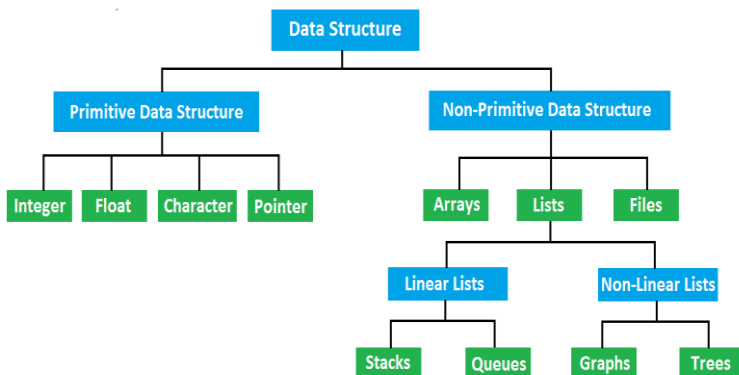 Data Structure
Primitive Data Structure
Non-Primitive Data Structure
Integer
Float
Character
Pointer
Arrays
Lists
Files
Linear Lists
Non-Linear Lists
Stacks
Queues
Graphs
Trees